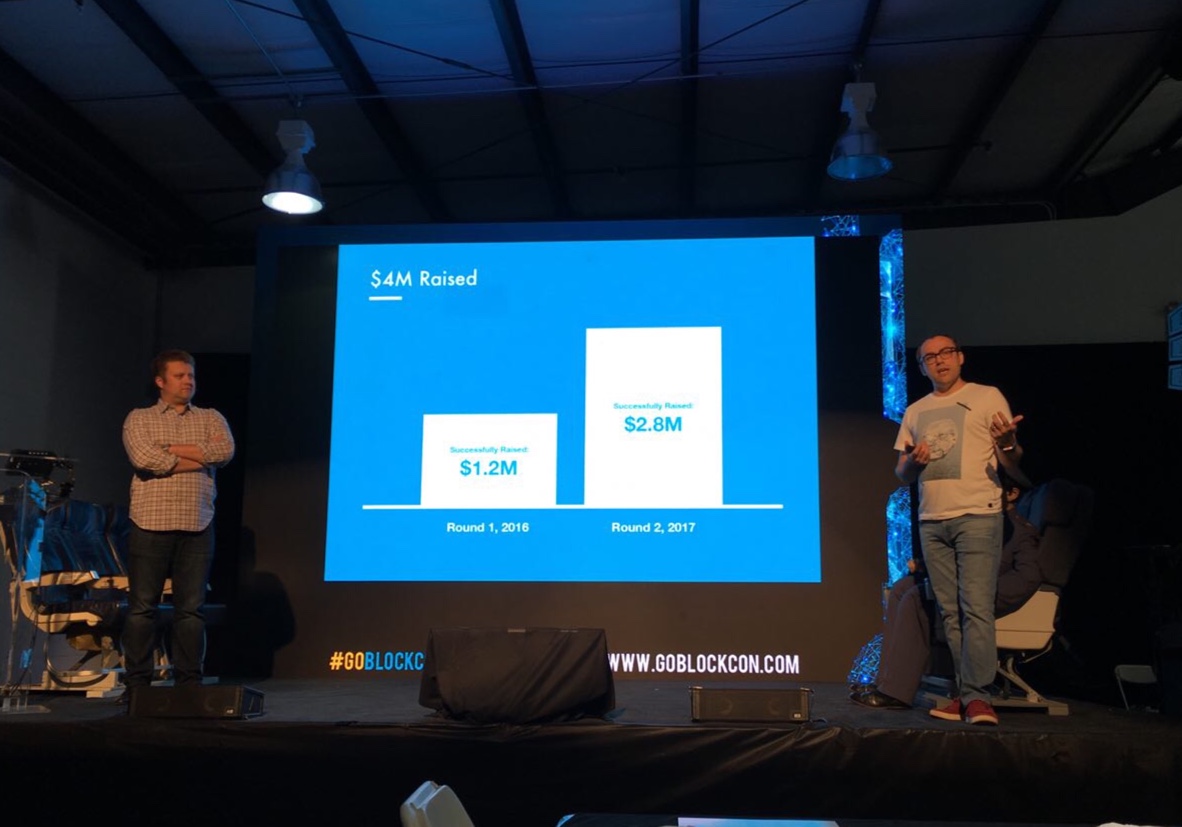 $4M Raised
Successfully Raised:
$1.2M
Successfully Raised:
$2.8M
Round 1, 2016
Round 2, 2017
#GOBLOCKC
WWW.GOBLOCKCON.COM